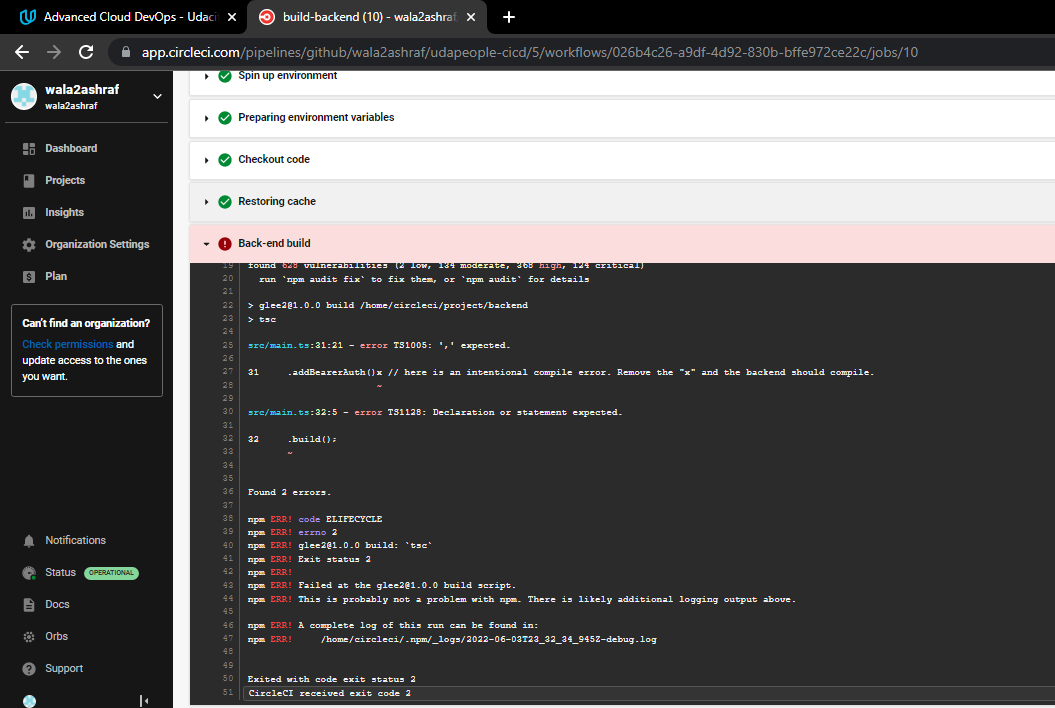 Advanced Cloud DevOps - Udaci
build-backend (10) - wala2ashraf
app.circleci.com/pipelines/github/wala2ashraf/udapeople-cicd/5/workflows/026b4c26-a9df-4d92-830b-bffe972ce22c/jobs/10
wala2ashraf
wala2ashraf
Dashboard
Projects
Insights
Organization Settings
Plan
Can't find an organization?
Check permissions and
update access to the ones
you want.
Notifications
Status OPERATIONAL
Docs
Orbs
Support
Spin up environment
Preparing environment variables
Checkout code
Restoring cache
Back-end build
19 found 628 vulnerabilities (2 low, 134 moderate, 368 high, 124 critical)
20 run `npm audit fix` to fix them, or `npm audit` for details
21
22 > glee2@1.0.0 build /home/circleci/project/backend
23 > tsc
24
25 src/main.ts:31:21 - error TS1005: ',' expected.
26
27 31 .addBearerAuth()x // here is an intentional compile error. Remove the "x" and the backend should compile.
28 ~
29
30 src/main.ts:32:5 - error TS1128: Declaration or statement expected.
31
32 32 .build();
33 ~
34
35
36 Found 2 errors.
37
38 npm ERR! code ELIFECYCLE
39 npm ERR! errno 2
40 npm ERR! glee2@1.0.0 build: `tsc`
41 npm ERR! Exit status 2
42 npm ERR!
43 npm ERR! Failed at the glee2@1.0.0 build script.
44 npm ERR! This is probably not a problem with npm. There is likely additional logging output above.
45
46 npm ERR! A complete log of this run can be found in:
47 npm ERR! /home/circleci/.npm/_logs/2022-06-03T23_32_34_945Z-debug.log
48
49
50 Exited with code exit status 2
51 CircleCI received exit code 2